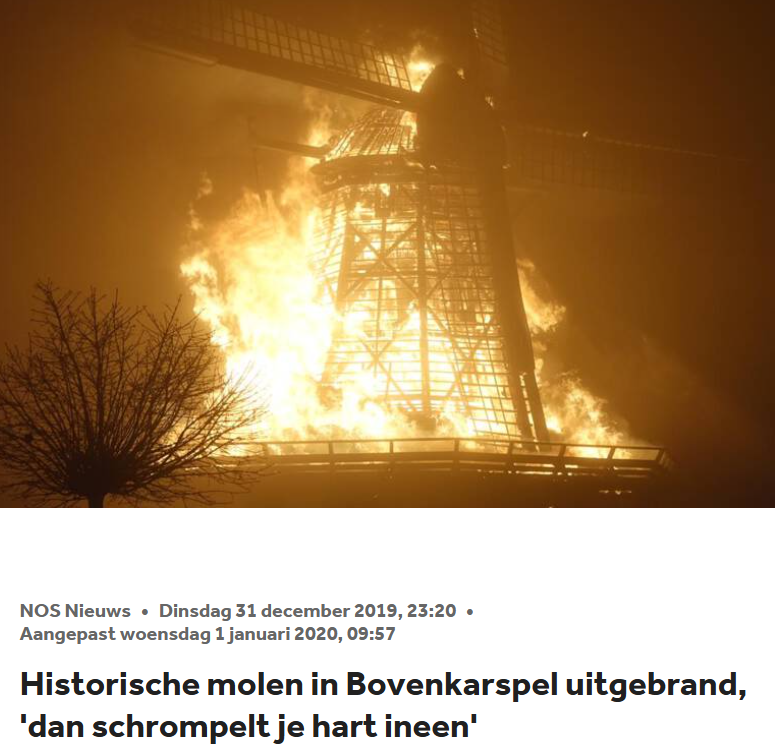 NOS Nieuws • Dinsdag 31 december 2019, 23:20 •
Aangepast woensdag 1 januari 2020, 09:57
Historische molen in Bovenkarspel uitgebrand,
'dan schrompelt je hart ineen'